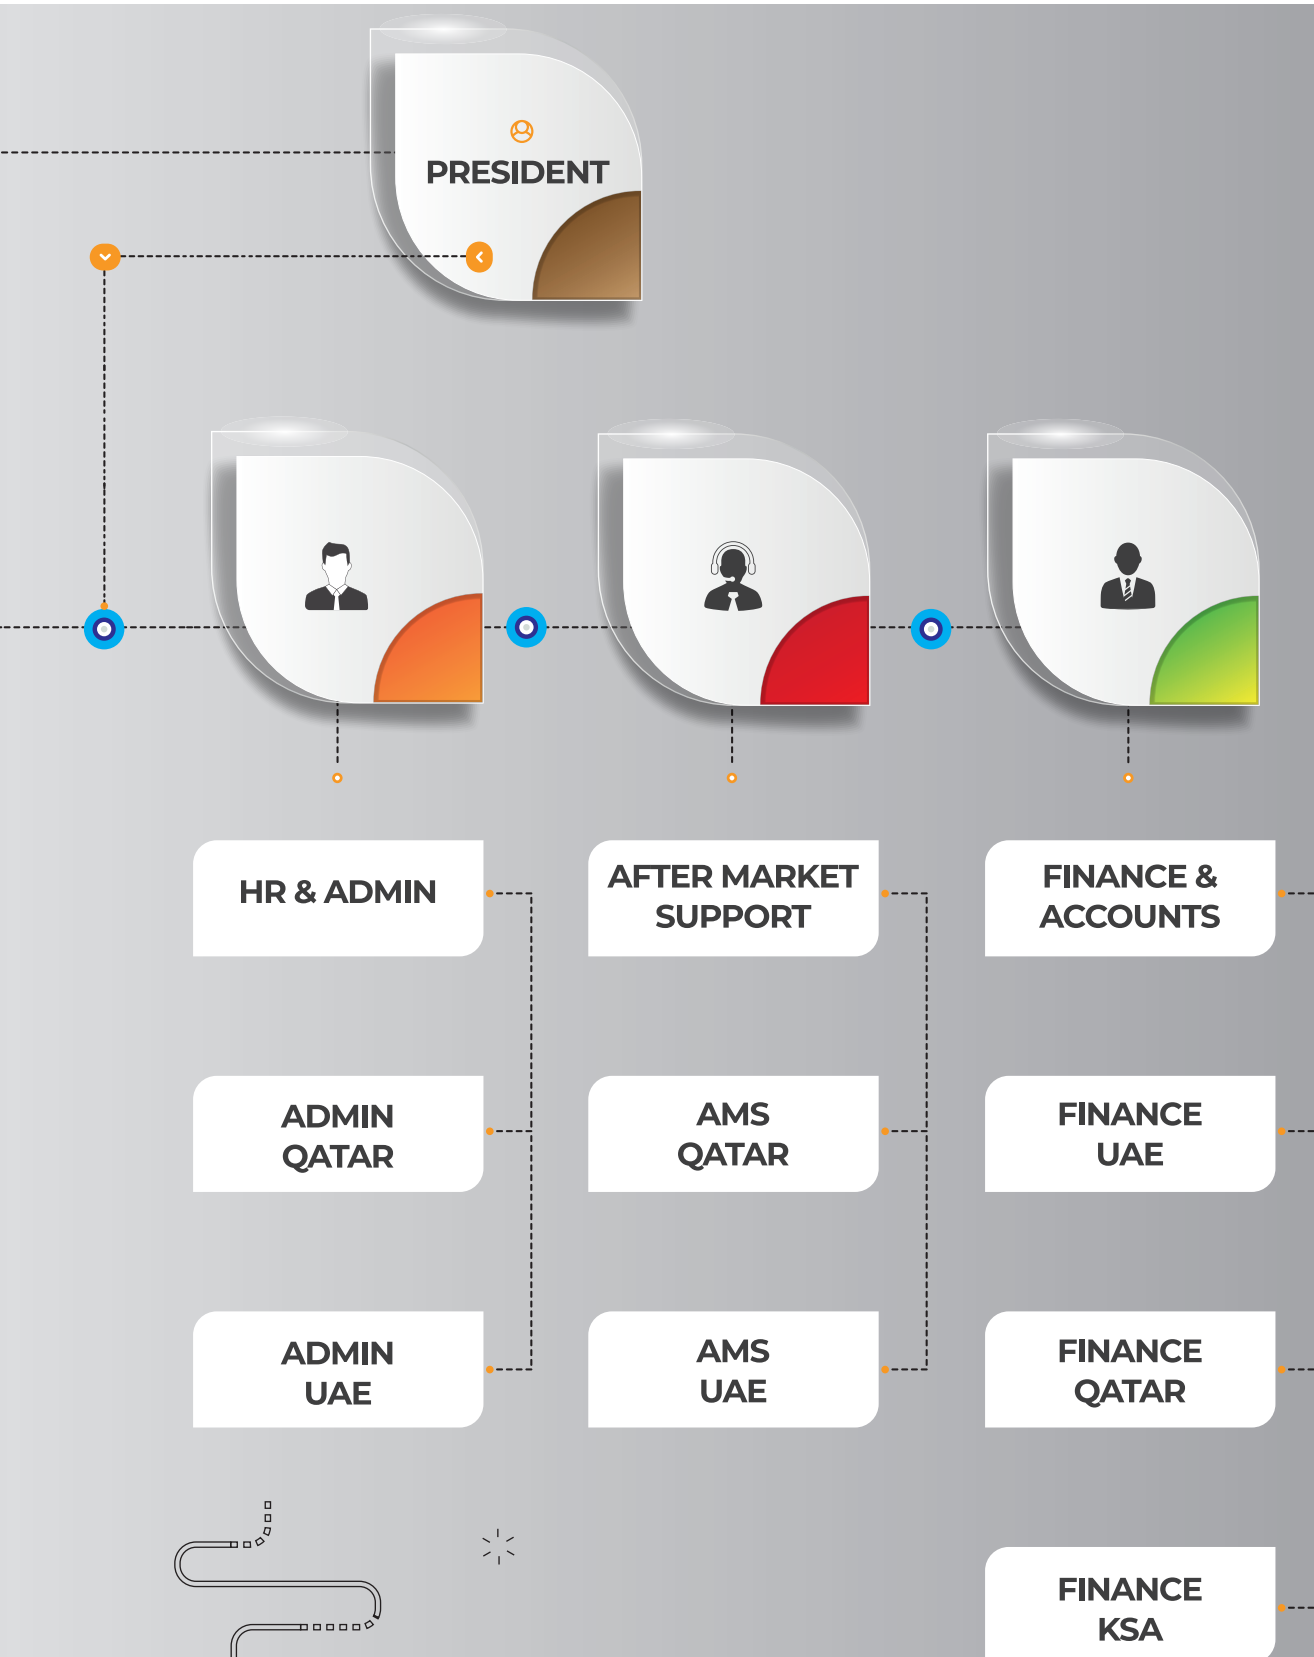 PRESIDENT
HR & ADMIN
AFTER MARKET
SUPPORT
FINANCE &
ACCOUNTS
ADMIN
QATAR
AMS
QATAR
FINANCE
UAE
ADMIN
UAE
AMS
UAE
FINANCE
QATAR
FINANCE
KSA